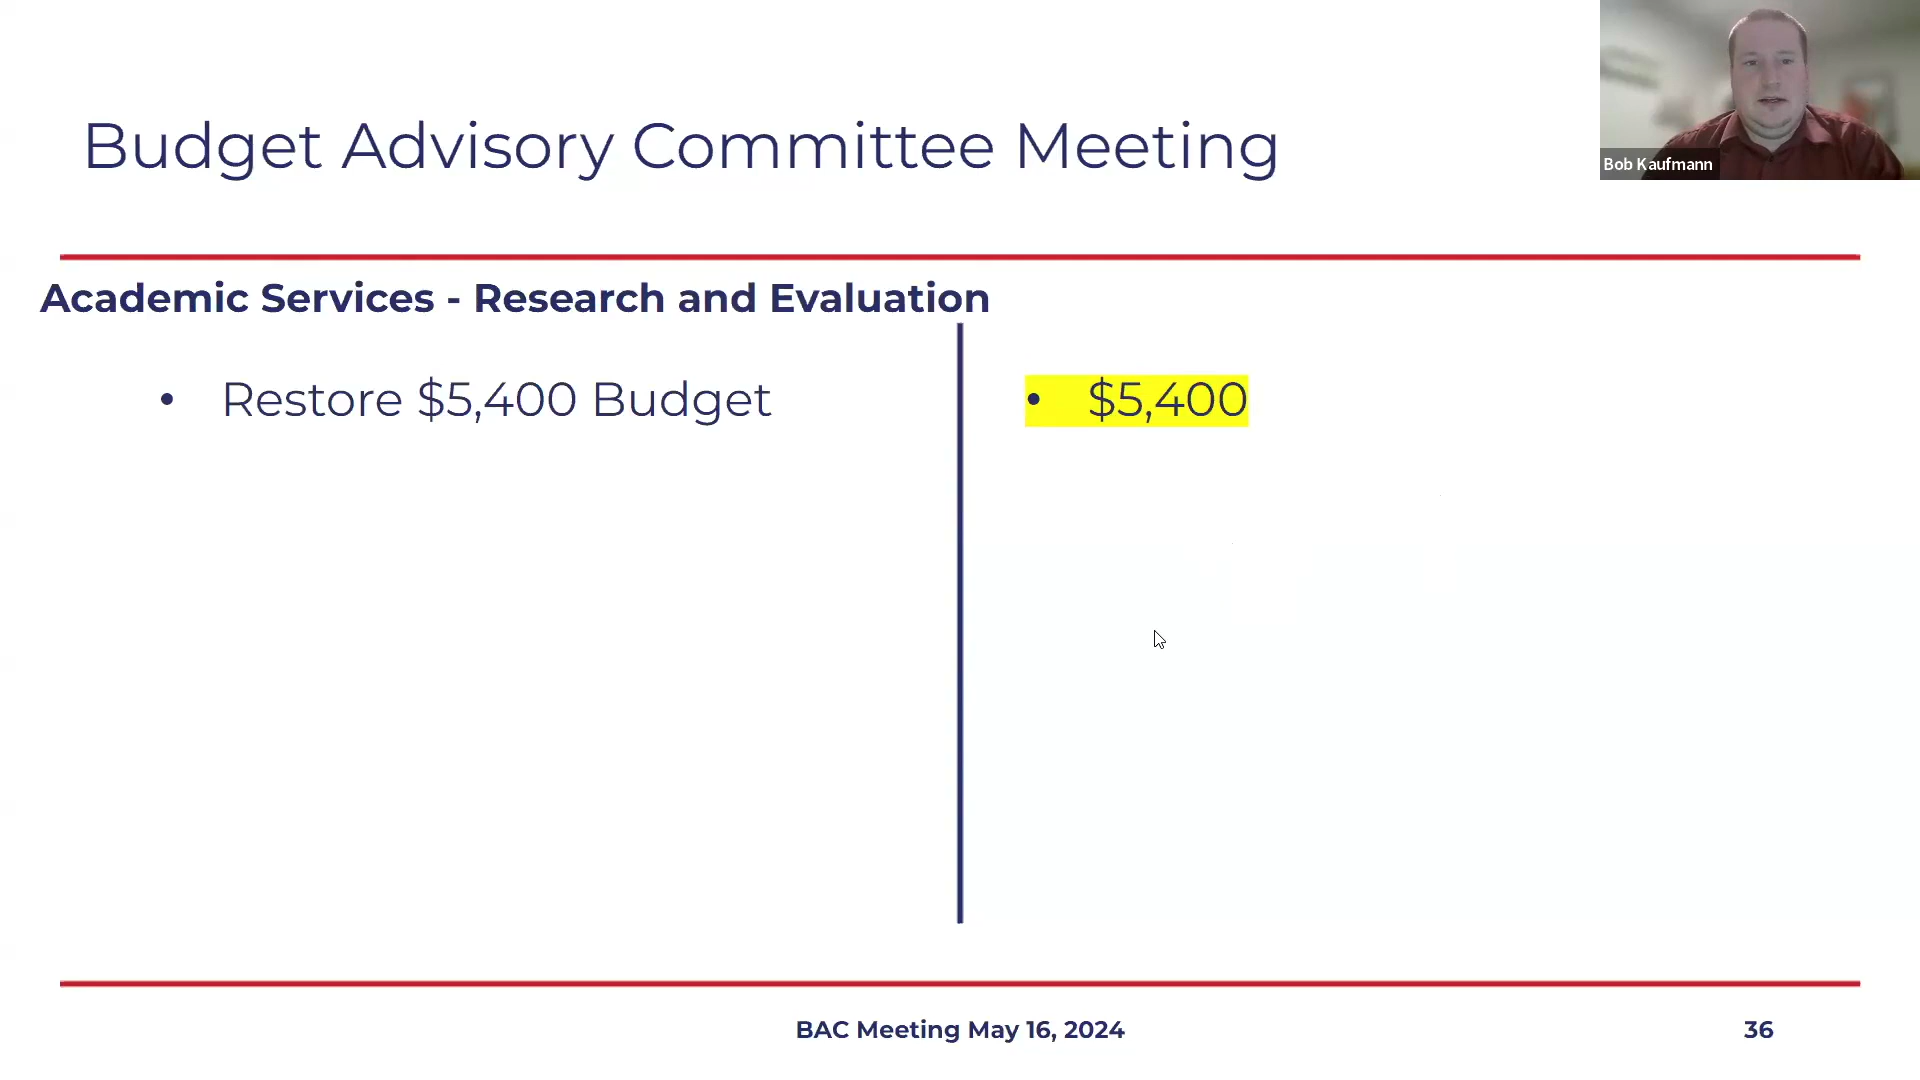 Budget Advisory Committee Meeting
Bob Kaufmann
Academic Services - Research and Evaluation
• Restore $5,400 Budget
• $5,400
BAC Meeting May 16, 2024
36